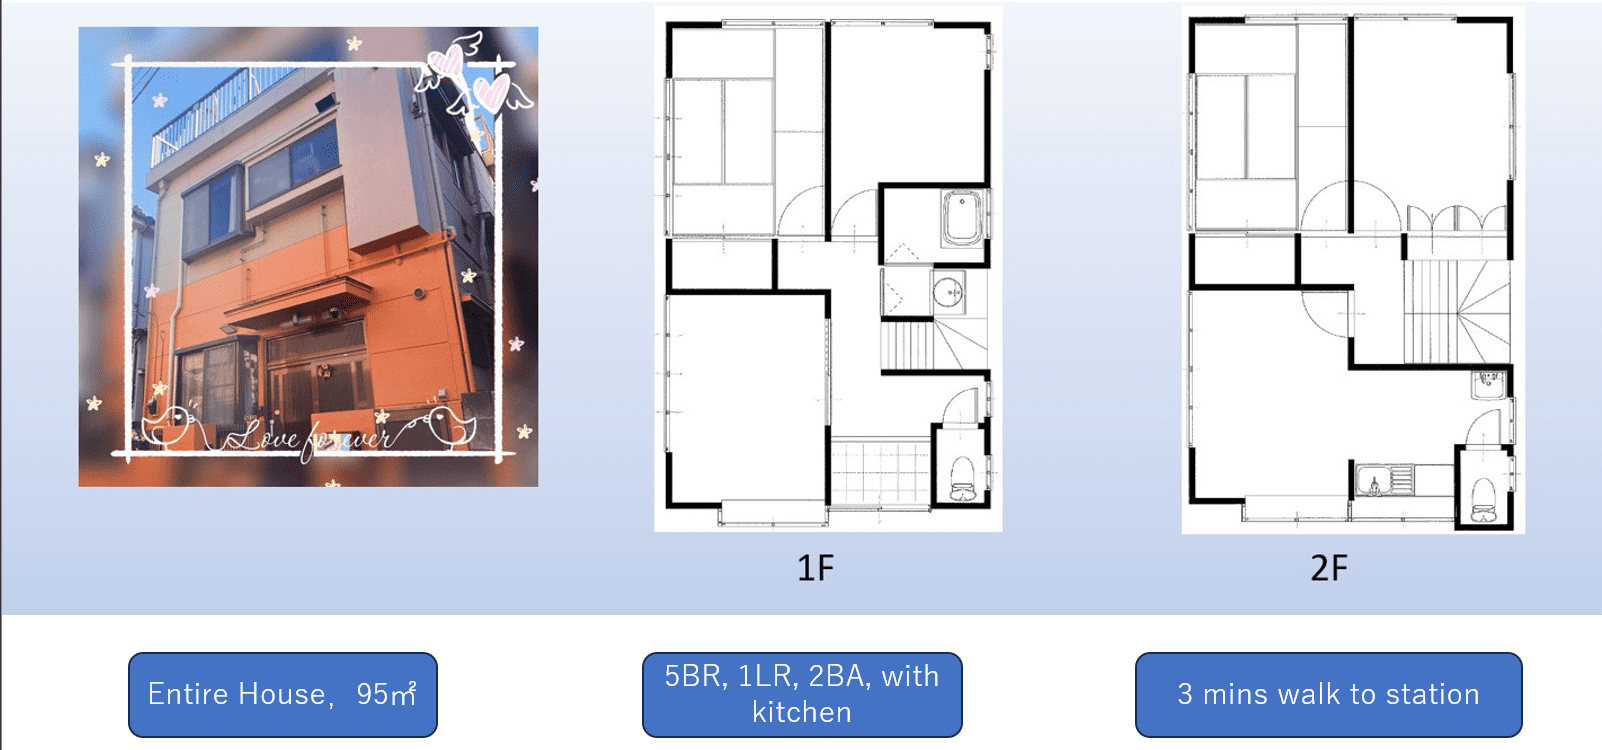 Love forever
1F
2F
Entire House,  95㎡
5BR, 1LR, 2BA, with
kitchen
3 mins walk to station